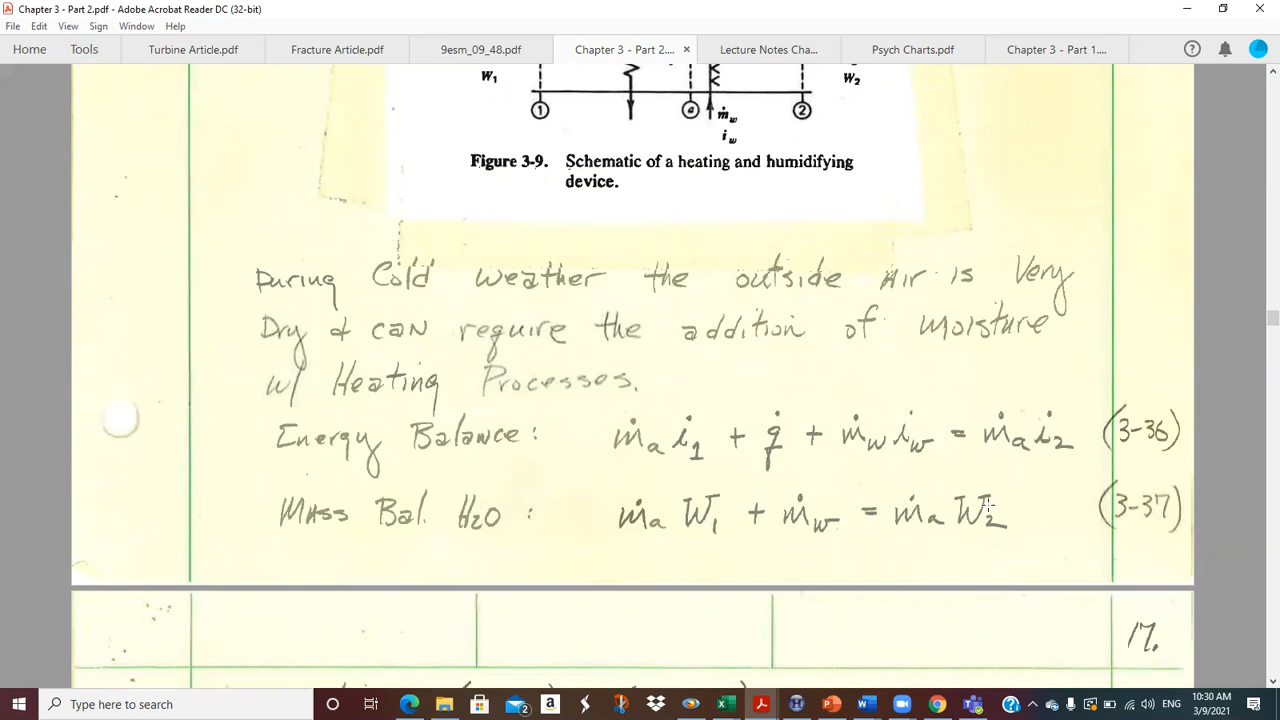 Chapter 3 - Part 2.pdf - Adobe Acrobat Reader DC (32-bit)
File Edit View Sign Window Help
Home Tools Turbine Article.pdf Fracture Article.pdf 9esm_09_48.pdf Chapter 3 - Part 2.... × Lecture Notes Cha... Psych Charts.pdf Chapter 3 - Part 1....
W₁ W₂
① ⓐ ṁw ②
iw
Figure 3-9. Schematic of a heating and humidifying
device.
During Cold weather the outside Air is Very
Dry & can require the addition of moisture
w/ Heating Processes.
Energy Balance: ṁa i1 + q̇ + ṁw iw = ṁa i2 (3-36)
Mass Bal. H2O : ṁa W1 + ṁw = ṁa W2 (3-37)
17.
Type here to search
2
ENG
10:30 AM
3/9/2021